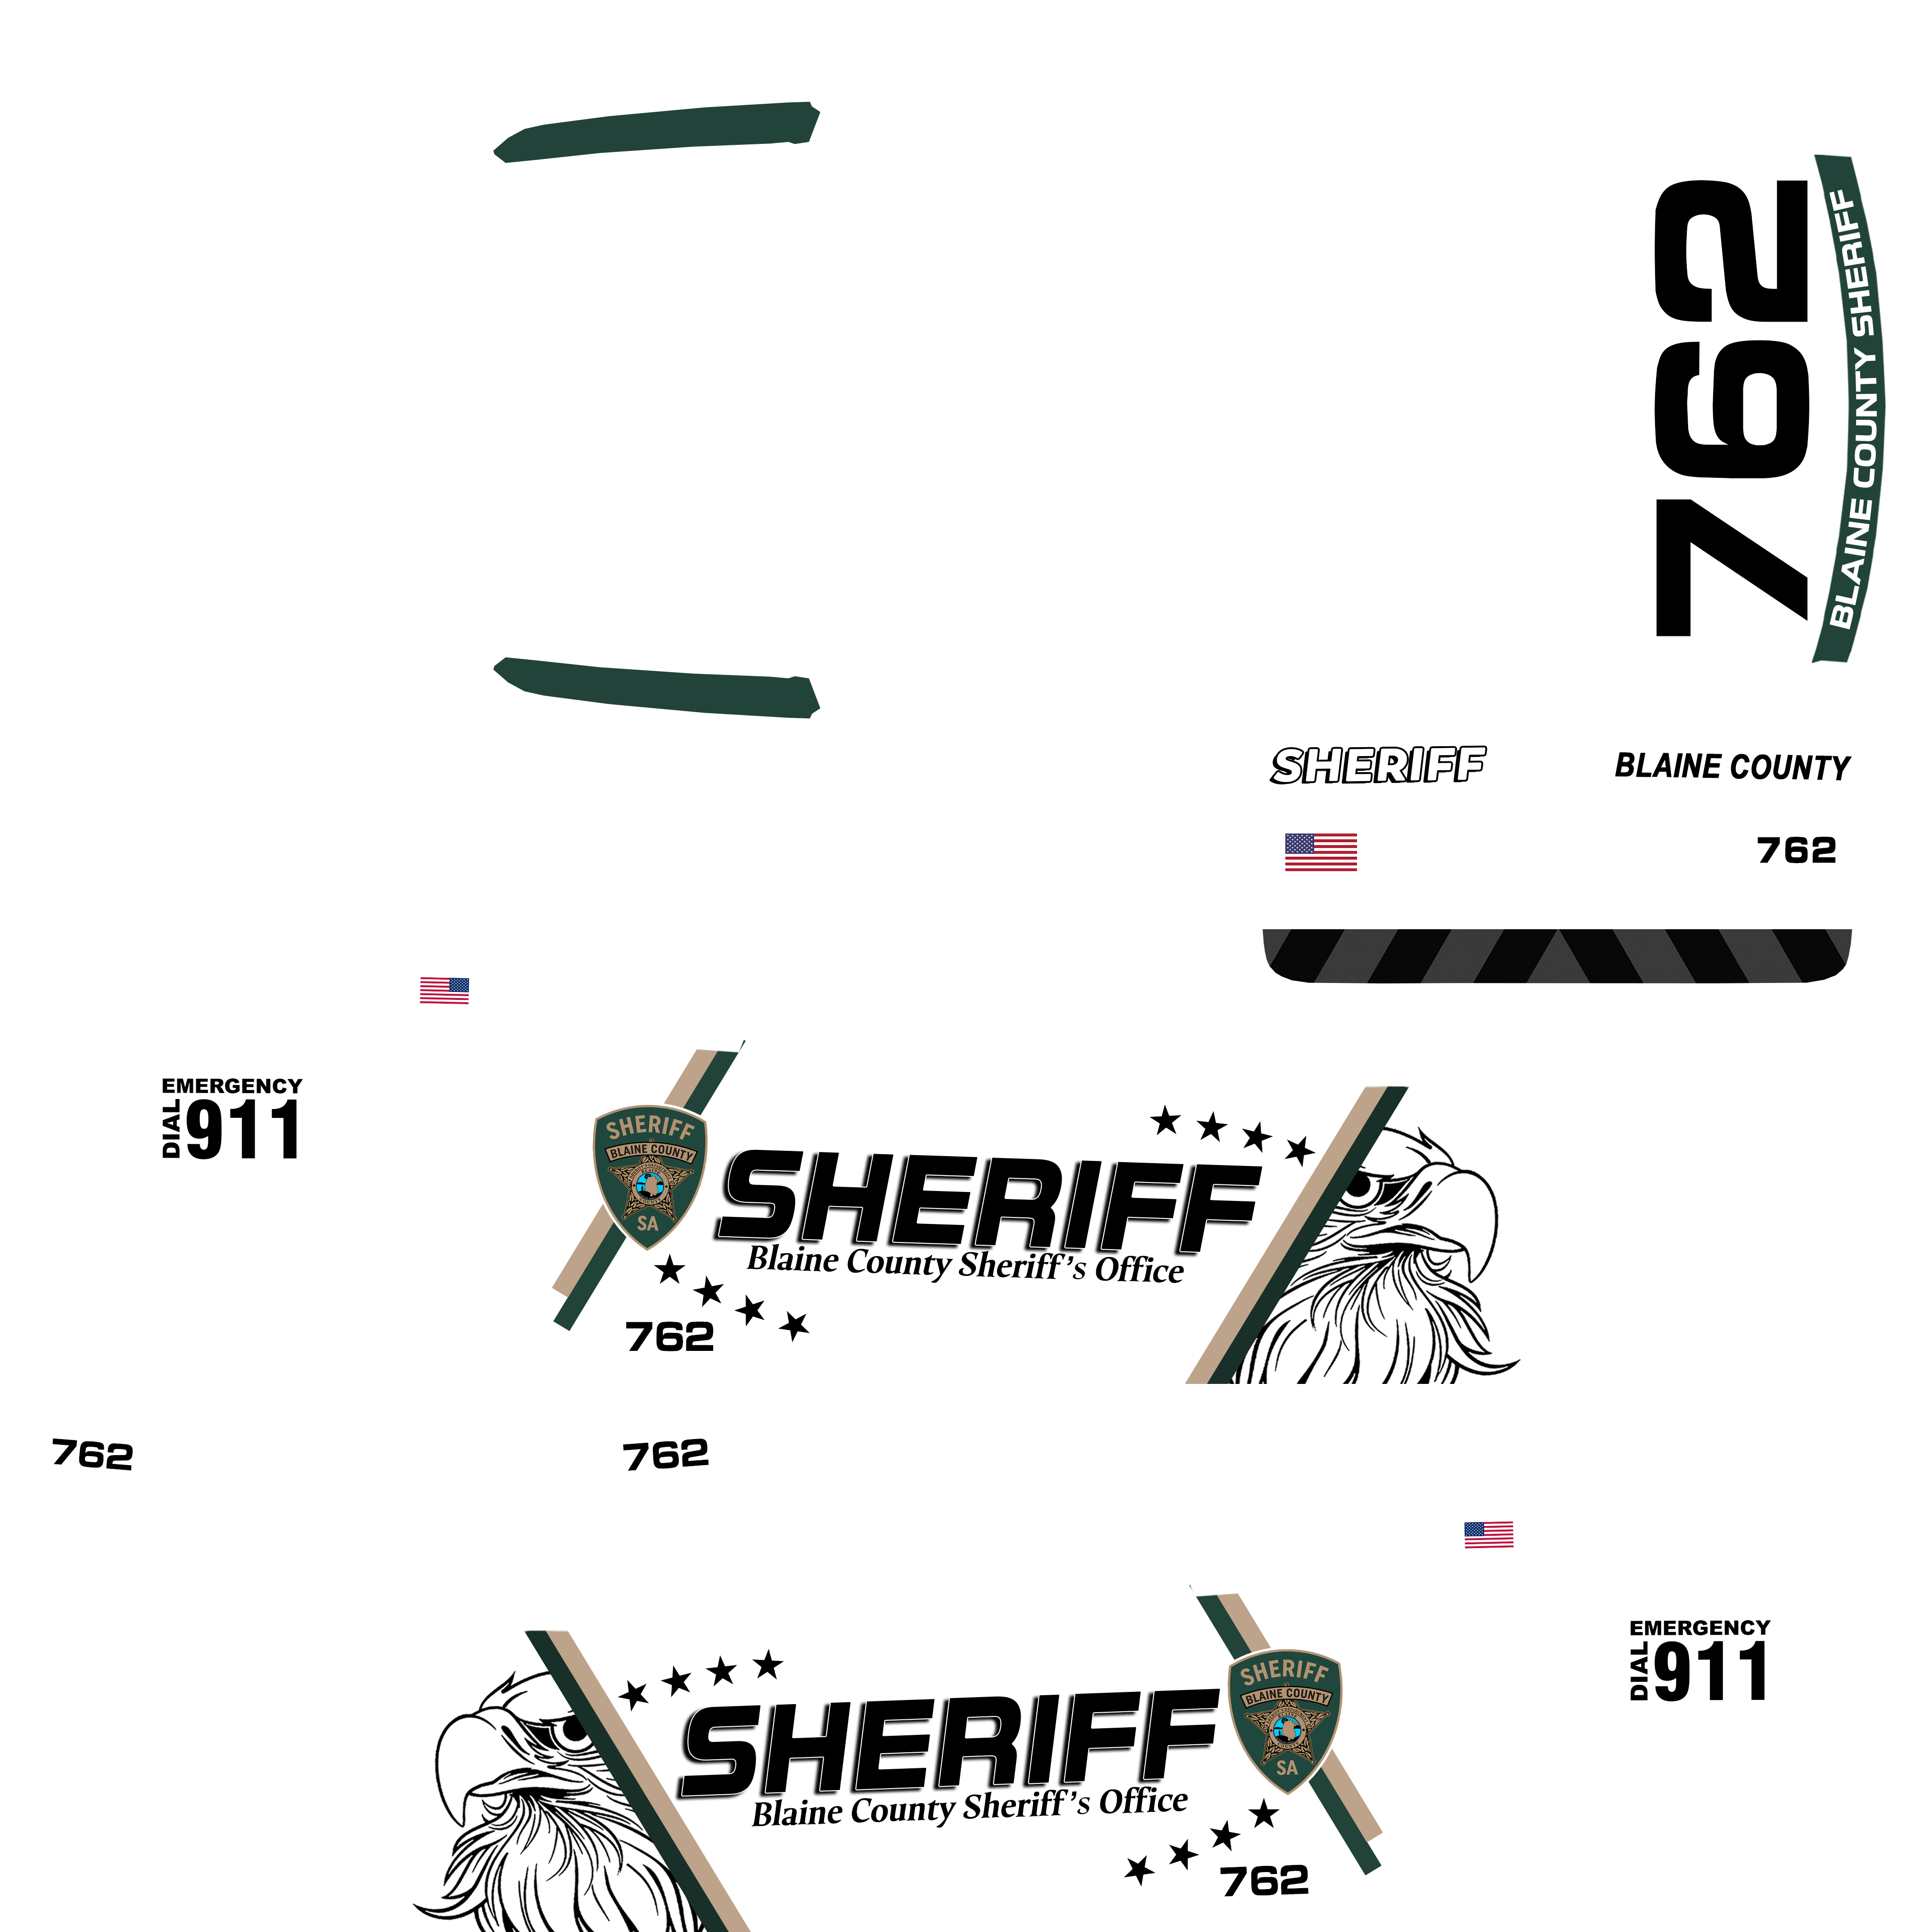 762
BLAINE COUNTY SHERIFF
SHERIFF
BLAINE COUNTY
762
EMERGENCY
DIAL 911
SHERIFF
BLAINE COUNTY
SA
SHERIFF
Blaine County Sheriff's Office
762
762
762
SHERIFF
Blaine County Sheriff's Office
SHERIFF
BLAINE COUNTY
SA
762
EMERGENCY
DIAL 911